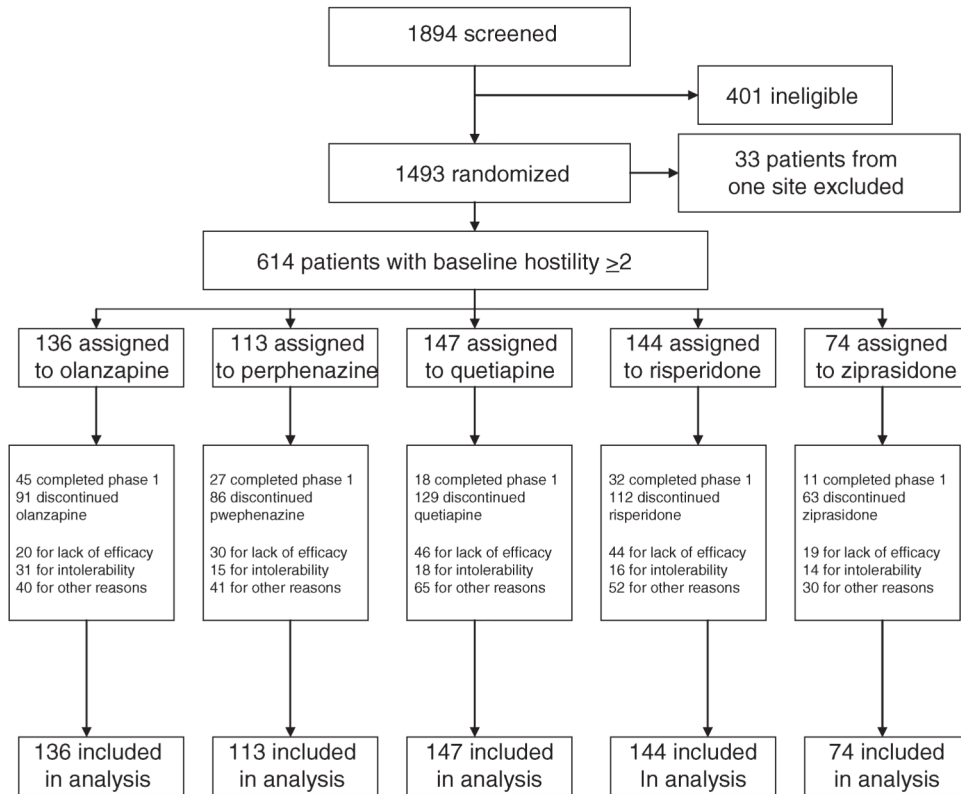 1894 screened
401 ineligible
1493 randomized
33 patients from
one site excluded
614 patients with baseline hostility ≥2
136 assigned
to olanzapine
113 assigned
to perphenazine
147 assigned
to quetiapine
144 assigned
to risperidone
74 assigned
to ziprasidone
45 completed phase 1
91 discontinued
olanzapine
20 for lack of efficacy
31 for intolerability
40 for other reasons
27 completed phase 1
86 discontinued
pwephenazine
30 for lack of efficacy
15 for intolerability
41 for other reasons
18 completed phase 1
129 discontinued
quetiapine
46 for lack of efficacy
18 for intolerability
65 for other reasons
32 completed phase 1
112 discontinued
risperidone
44 for lack of efficacy
16 for intolerability
52 for other reasons
11 completed phase 1
63 discontinued
ziprasidone
19 for lack of efficacy
14 for intolerability
30 for other reasons
136 included
in analysis
113 included
in analysis
147 included
in analysis
144 included
In analysis
74 included
in analysis